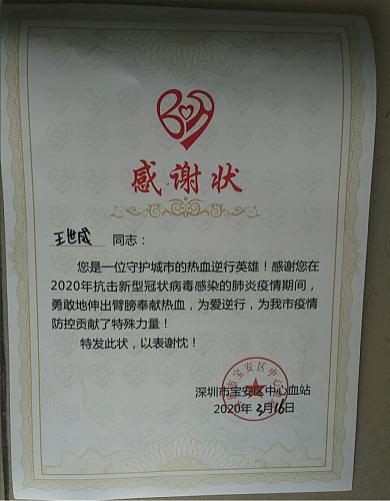 感谢状
王世成 同志：
您是一位守护城市的热血逆行英雄！感谢您在
2020年抗击新型冠状病毒感染的肺炎疫情期间，
勇敢地伸出臂膀奉献热血，为爱逆行，为我市疫情
防控贡献了特殊力量！
特发此状，以表谢忱！
深圳市宝安区中心血站
2020年3月16日